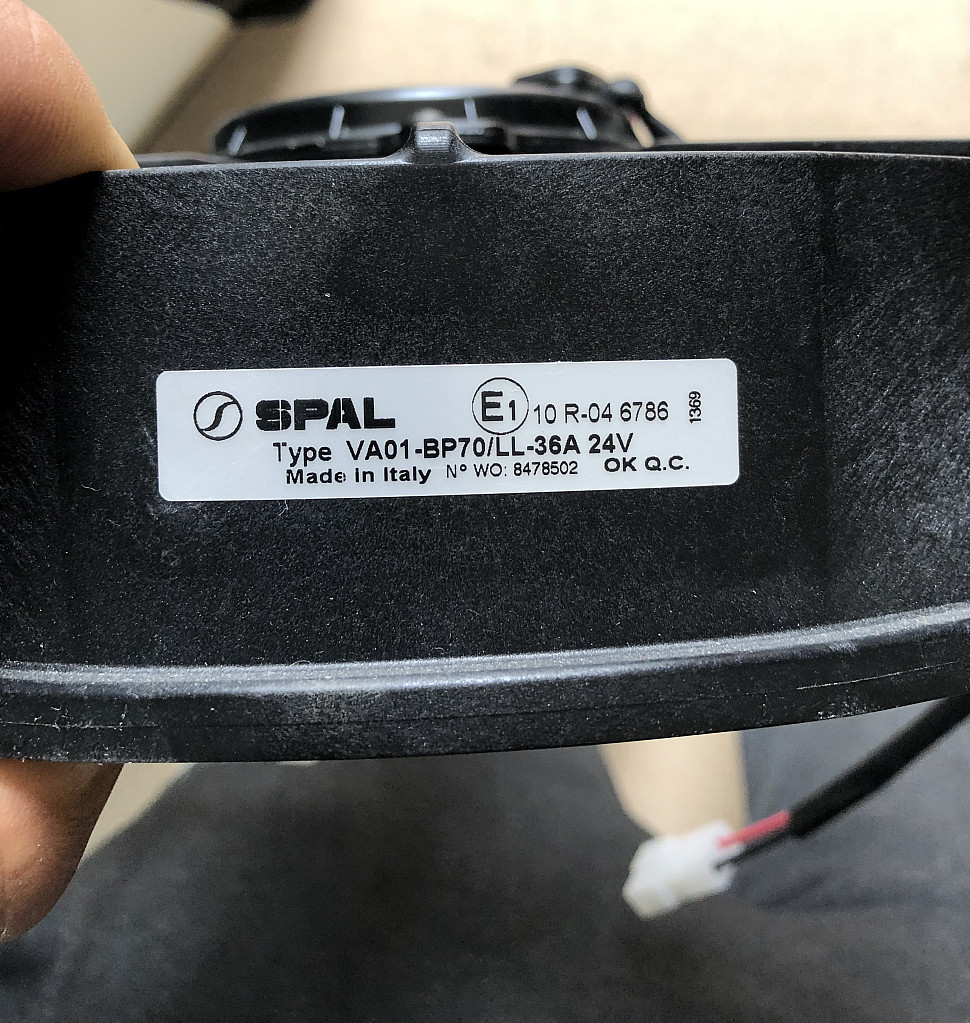 SPAL E1 10 R-04 6786 1369
Type VA01-BP70/LL-36A 24V
Made in Italy N° WO: 8478502 OK Q.C.